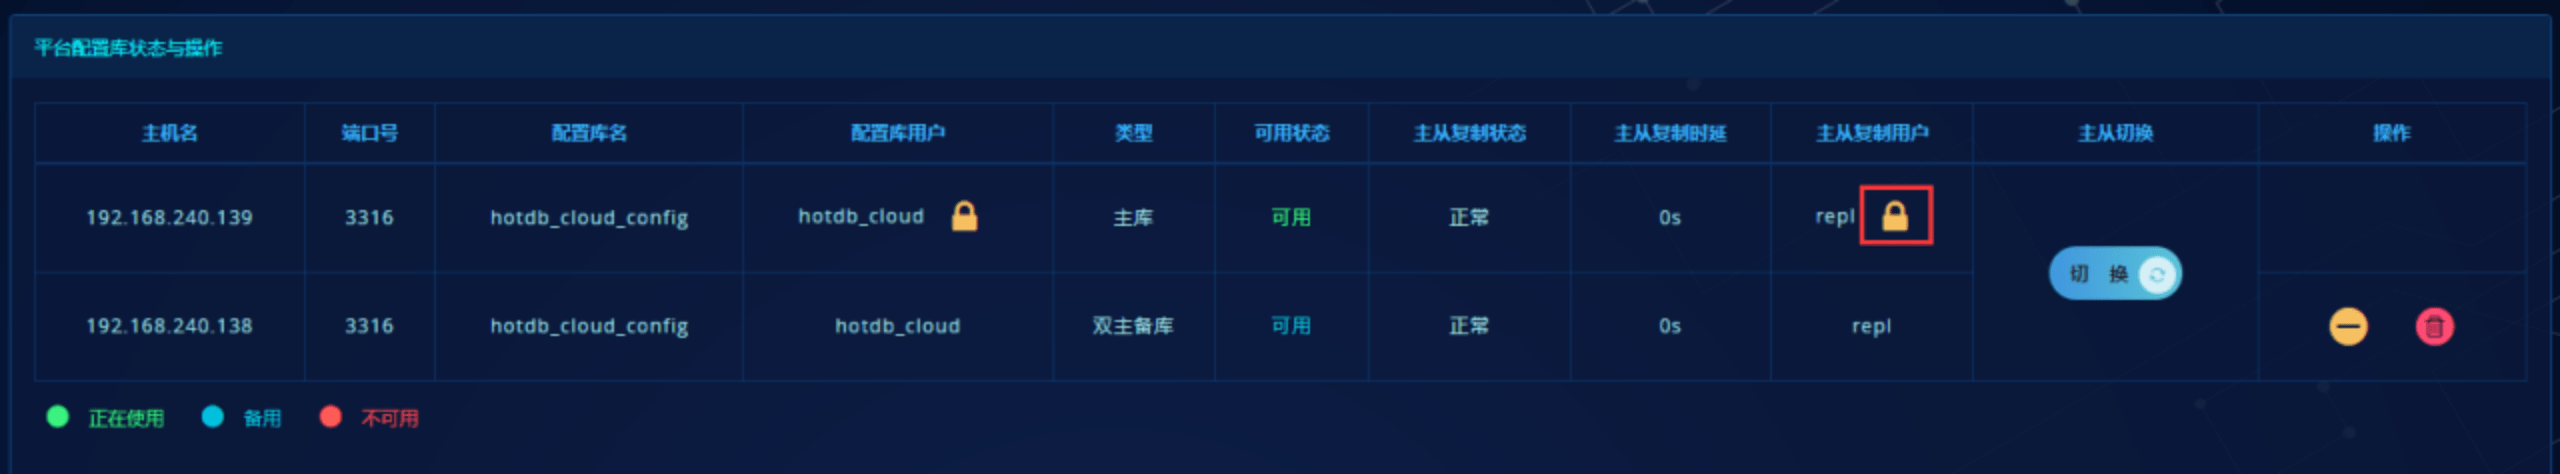 平台配置库状态与操作
主机名 端口号 配置库名 配置库用户 类型 可用状态 主从复制状态 主从复制时延 主从复制用户 主从切换 操作
192.168.240.139 3316 hotdb_cloud_config hotdb_cloud 主库 可用 正常 0s repl
切 换
192.168.240.138 3316 hotdb_cloud_config hotdb_cloud 双主备库 可用 正常 0s repl
正在使用 备用 不可用